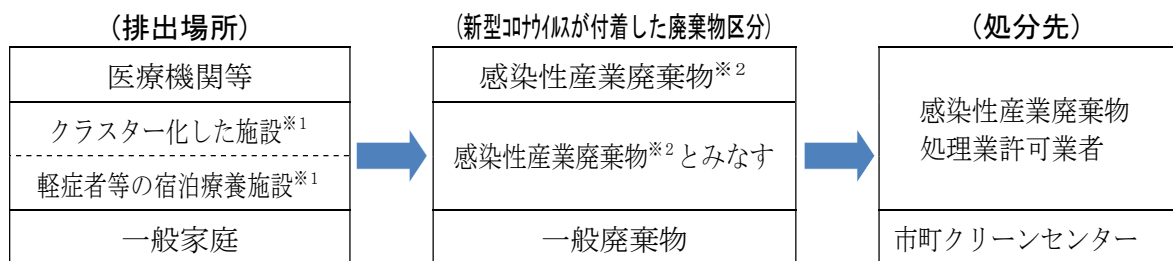 (排出場所)
医療機関等
クラスター化した施設※1
軽症者等の宿泊療養施設※1
一般家庭
(新型コロナウイルスが付着した廃棄物区分)
感染性産業廃棄物※2
感染性産業廃棄物※2とみなす
一般廃棄物
(処分先)
感染性産業廃棄物
処理業許可業者
市町クリーンセンター